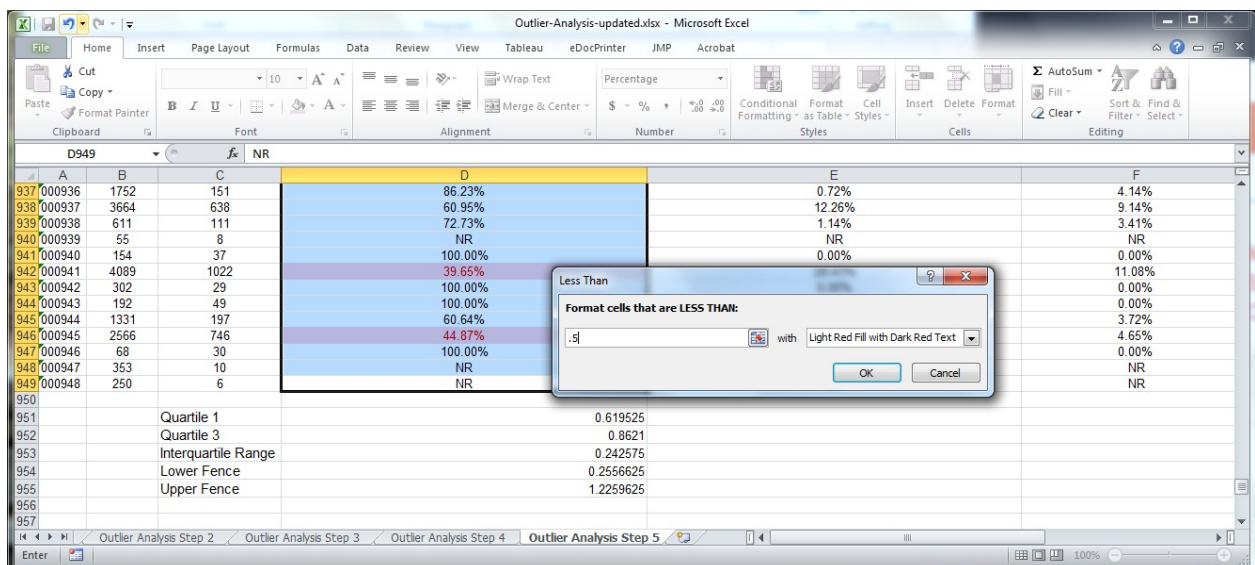 Outlier-Analysis-updated.xlsx - Microsoft Excel
File Home Insert Page Layout Formulas Data Review View Tableau eDocPrinter JMP Acrobat
Cut
Copy
Format Painter
Paste
Clipboard
10
A A
B I U
A
Font
Wrap Text
Merge & Center
Alignment
Percentage
$ % ,
Number
Conditional Formatting
Format as Table
Cell Styles
Styles
Insert Delete Format
Cells
Σ AutoSum
Fill
Clear
Sort & Filter
Find & Select
Editing
D949 fx NR
A B C D E F
937 000936 1752 151 86.23% 0.72% 4.14%
938 000937 3664 638 60.95% 12.26% 9.14%
939 000938 611 111 72.73% 1.14% 3.41%
940 000939 55 8 NR NR NR
941 000940 154 37 100.00% 0.00% 0.00%
942 000941 4089 1022 39.65% 11.08%
943 000942 302 29 100.00% 0.00%
944 000943 192 49 100.00% 0.00%
945 000944 1331 197 60.64% 3.72%
946 000945 2566 746 44.87% 4.65%
947 000946 68 30 100.00% 0.00%
948 000947 353 10 NR NR
949 000948 250 6 NR NR
950
951 Quartile 1 0.619525
952 Quartile 3 0.8621
953 Interquartile Range 0.242575
954 Lower Fence 0.2556625
955 Upper Fence 1.2259625
956
957
Less Than
Format cells that are LESS THAN:
.5 with Light Red Fill with Dark Red Text
OK Cancel
Outlier Analysis Step 2 Outlier Analysis Step 3 Outlier Analysis Step 4 Outlier Analysis Step 5
Enter 100%